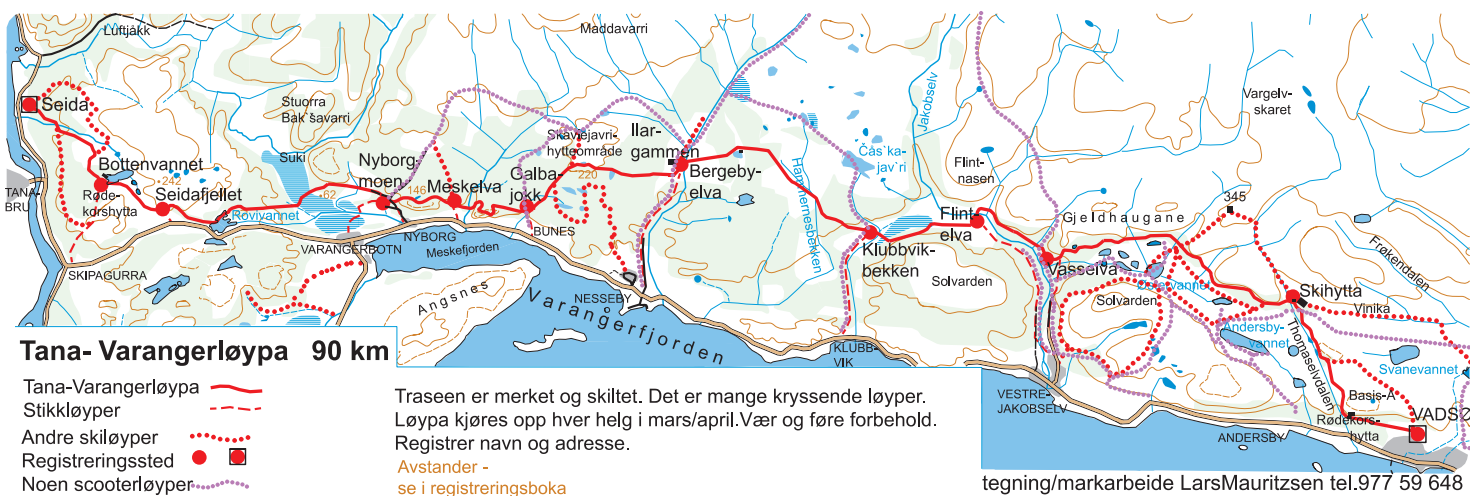 Luftjåkk
Maddavarri
Seida
Stuorra
Bak šavarri
Suki
Bottenvannet
242
Seidafjellet
Røde-
korshytta
TANA-
BRU
SKIPAGURRA
Rovivannet
62
VARANGERBOTN
Nyborg-
moen
146
Meskelva
NYBORG
Meskefjorden
Angsnes
Galba-
jokk
BUNES
Skaviejavri-
hytteområde
220
Ilar-
gammen
Bergeby-
elva
NESSEBY
Varangerfjorden
Hammernesbekken
Čás`ka-
jav`ri
Jakobselv
Klubbvik-
bekken
KLUBB-
VIK
Flint-
nasen
Flint-
elva
Solvarden
Vargelv-
skaret
345
Gjeldhaugane
Vasselva
Østervannet
Solvarden
VESTRE-
JAKOBSELV
Andersby-
vannet
Skihytta
Vinika
Frøkendalen
Thomaselvdalen
Svanevannet
Basis-A
Rødekors-
hytta
VADSØ
ANDERSBY
Tana- Varangerløypa 90 km
Tana-Varangerløypa
Stikkløyper
Andre skiløyper
Registreringssted
Noen scooterløyper
Traseen er merket og skiltet. Det er mange kryssende løyper.
Løypa kjøres opp hver helg i mars/april.Vær og føre forbehold.
Registrer navn og adresse.
Avstander -
se i registreringsboka
tegning/markarbeide LarsMauritzsen tel.977 59 648